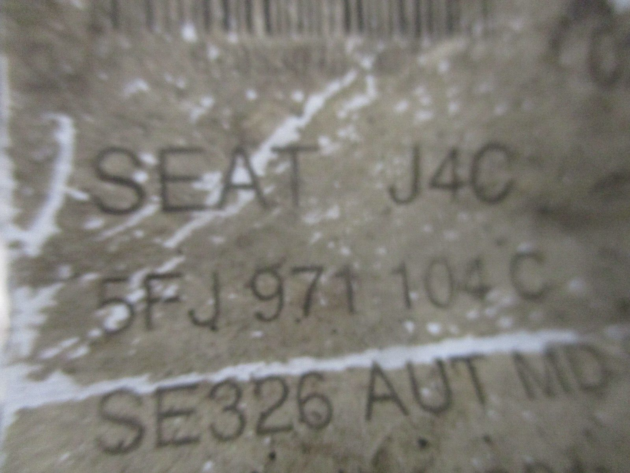 SEAT J4C
5FJ 971 104 C
SE326 AUT MD